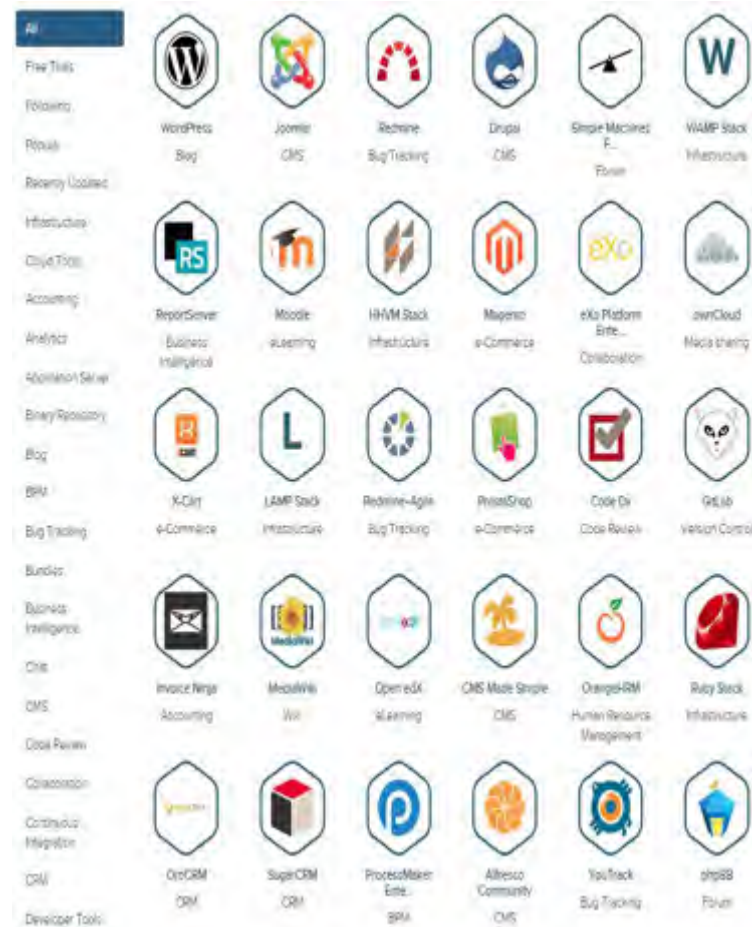 All
Free Tools
Following
Popular
Recently Updated
Infrastructure
Cloud Tools
Accounting
Analytics
Application Server
Binary Repository
Blog
BPM
Bug Tracking
Bundles
Business
Intelligence
Chat
CMS
Code Review
Collaboration
Continuous
Integration
CRM
Developer Tools
W
W
WordPress
Joomla!
Redmine
Drupal
Simple Machines
F...
WAMP Stack
Blog
CMS
Bug Tracking
CMS
Forum
Infrastructure
RS
m
eXo
ReportServer
Moodle
HHVM Stack
Magento
eXo Platform
Ente...
ownCloud
Business
Intelligence
eLearning
Infrastructure
e-Commerce
Collaboration
Media sharing
X
CART
L
X-Cart
LAMP Stack
Redmine+Agile
PrestaShop
Code Dx
GitLab
e-Commerce
Infrastructure
Bug Tracking
e-Commerce
Code Review
Version Control
MediaWiki
Invoice Ninja
MediaWiki
Open edX
CMS Made Simple
OrangeHRM
Ruby Stack
Accounting
Wiki
eLearning
CMS
Human Resource
Management
Infrastructure
OroCRM
SugarCRM
ProcessMaker
Ente...
Alfresco
Community
YouTrack
phpBB
CRM
CRM
BPM
CMS
Bug Tracking
Forum